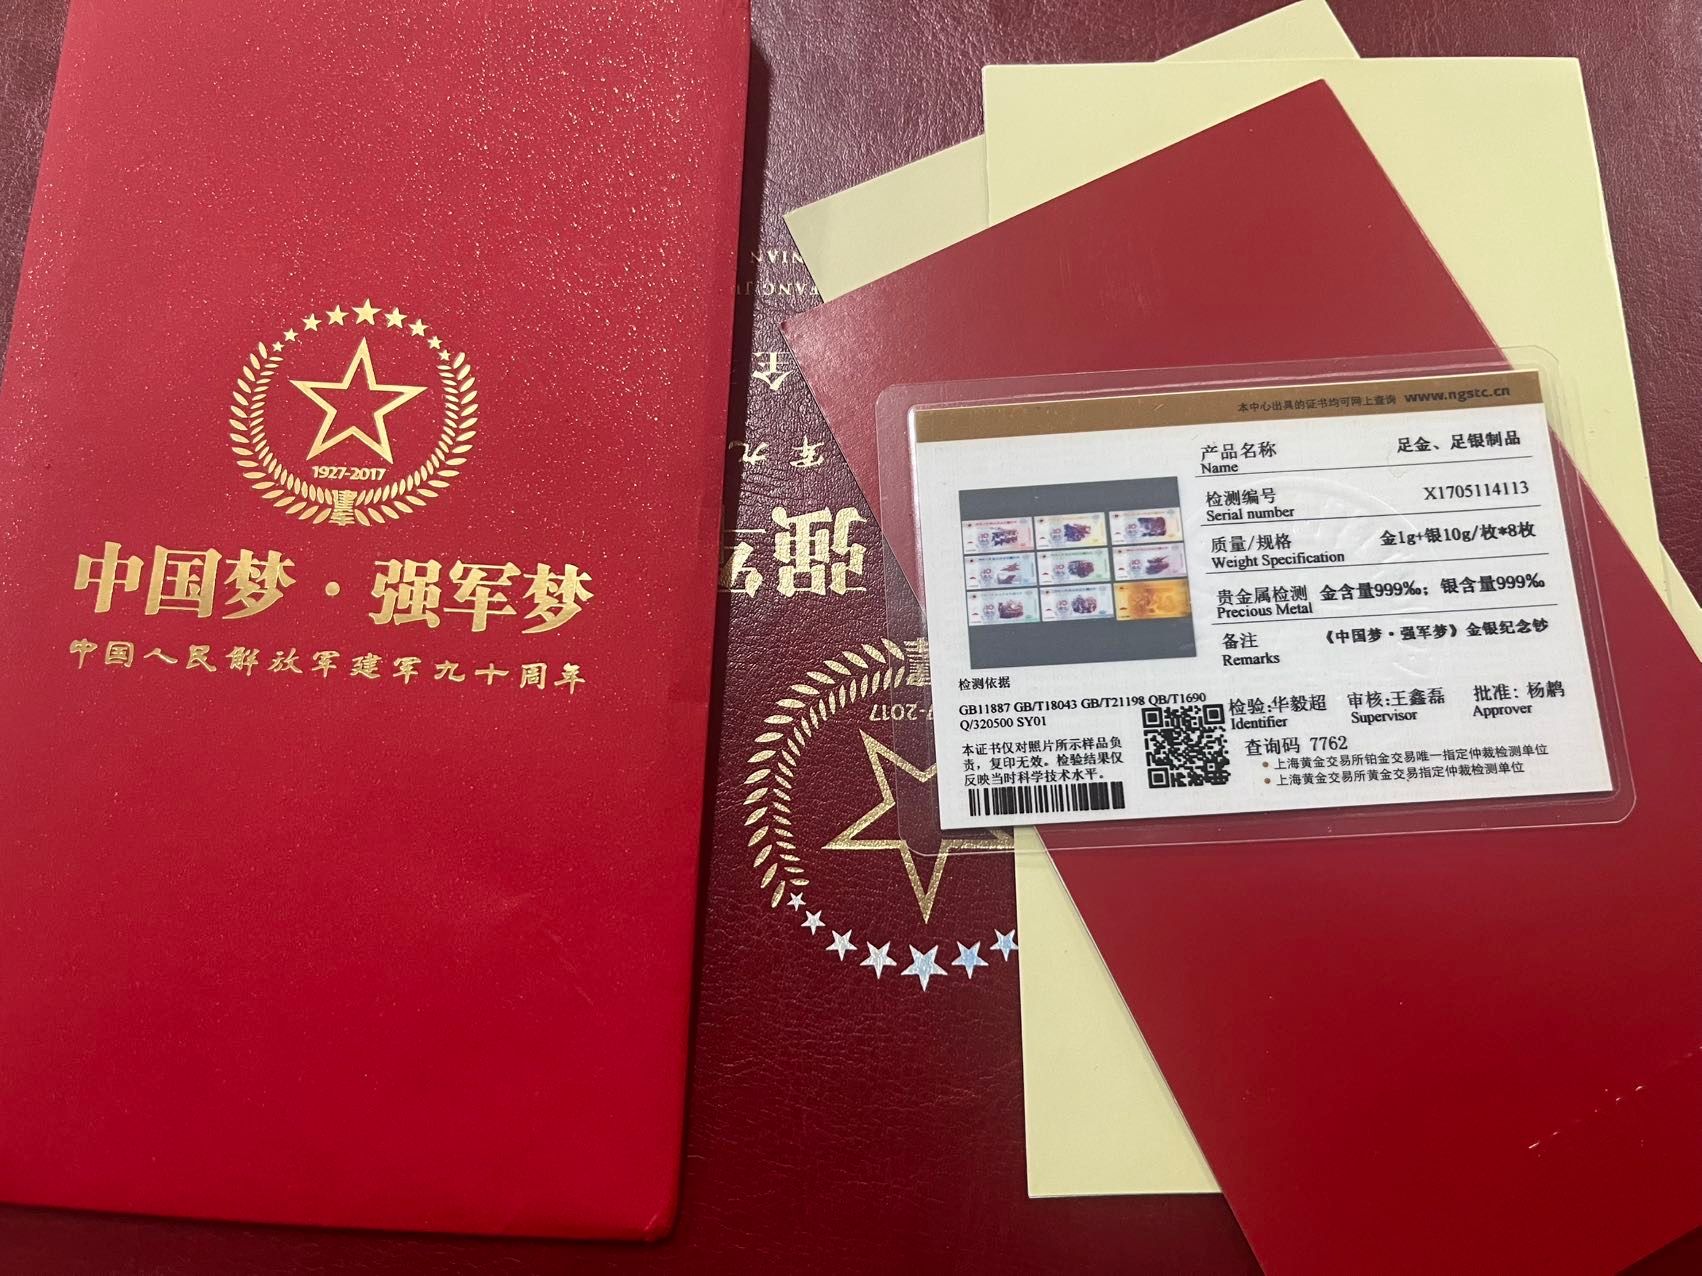 1927-2017
中国梦·强军梦
中国人民解放军建军九十周年
本中心出具的证书均可网上查询 www.ngstc.cn
产品名称 足金、足银制品
Name
检测编号 X1705114113
Serial number
质量/规格 金1g+银10g/枚*8枚
Weight Specification
贵金属检测 金含量999‰；银含量999‰
Precious Metal
备注 《中国梦·强军梦》金银纪念钞
Remarks
检测依据
GB11887 GB/T18043 GB/T21198 QB/T1690
Q/320500 SY01
本证书仅对照片所示样品负
责，复印无效。检验结果仅
反映当时科学技术水平。
检验:华毅超 审核:王鑫磊 批准:杨鹣
Identifier Supervisor Approver
查询码 7762
上海黄金交易所铂金交易唯一指定仲裁检测单位
上海黄金交易所黄金交易指定仲裁检测单位
强
军九